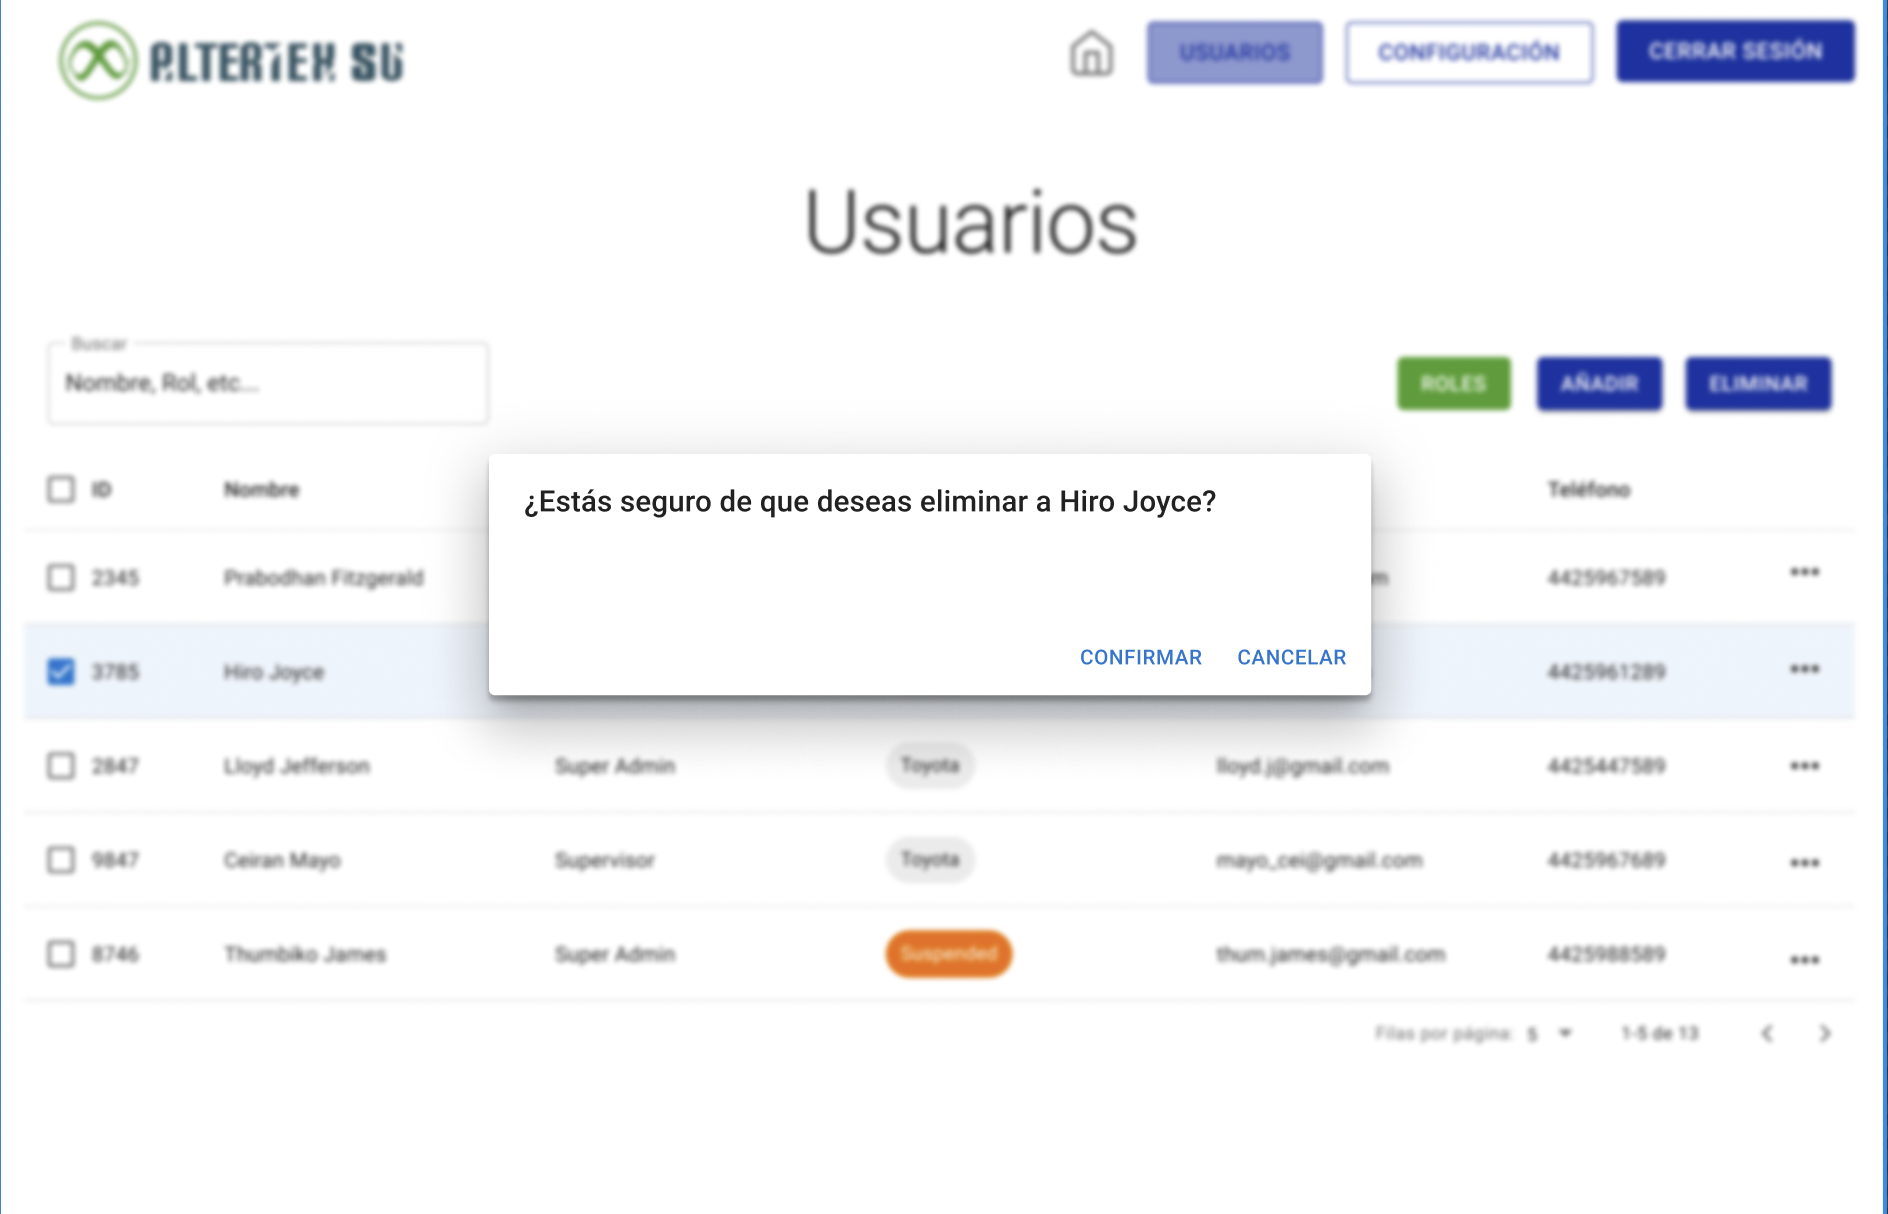 ALTERTEX SU
USUARIOS
CONFIGURACIÓN
CERRAR SESIÓN
Usuarios
Buscar
Nombre, Rol, etc...
ROLES
AÑADIR
ELIMINAR
ID Nombre Teléfono
¿Estás seguro de que deseas eliminar a Hiro Joyce?
2345 Prabodhan Fitzgerald 4425967589
CONFIRMAR CANCELAR
3785 Hiro Joyce 4425961289
2847 Lloyd Jefferson Super Admin Toyota lloyd.j@gmail.com 4425447589
9847 Ceiran Mayo Supervisor Toyota mayo_cei@gmail.com 4425967689
8746 Thumbiko James Super Admin Suspended thum.james@gmail.com 4425988589
Filas por página: 5 1-5 de 13